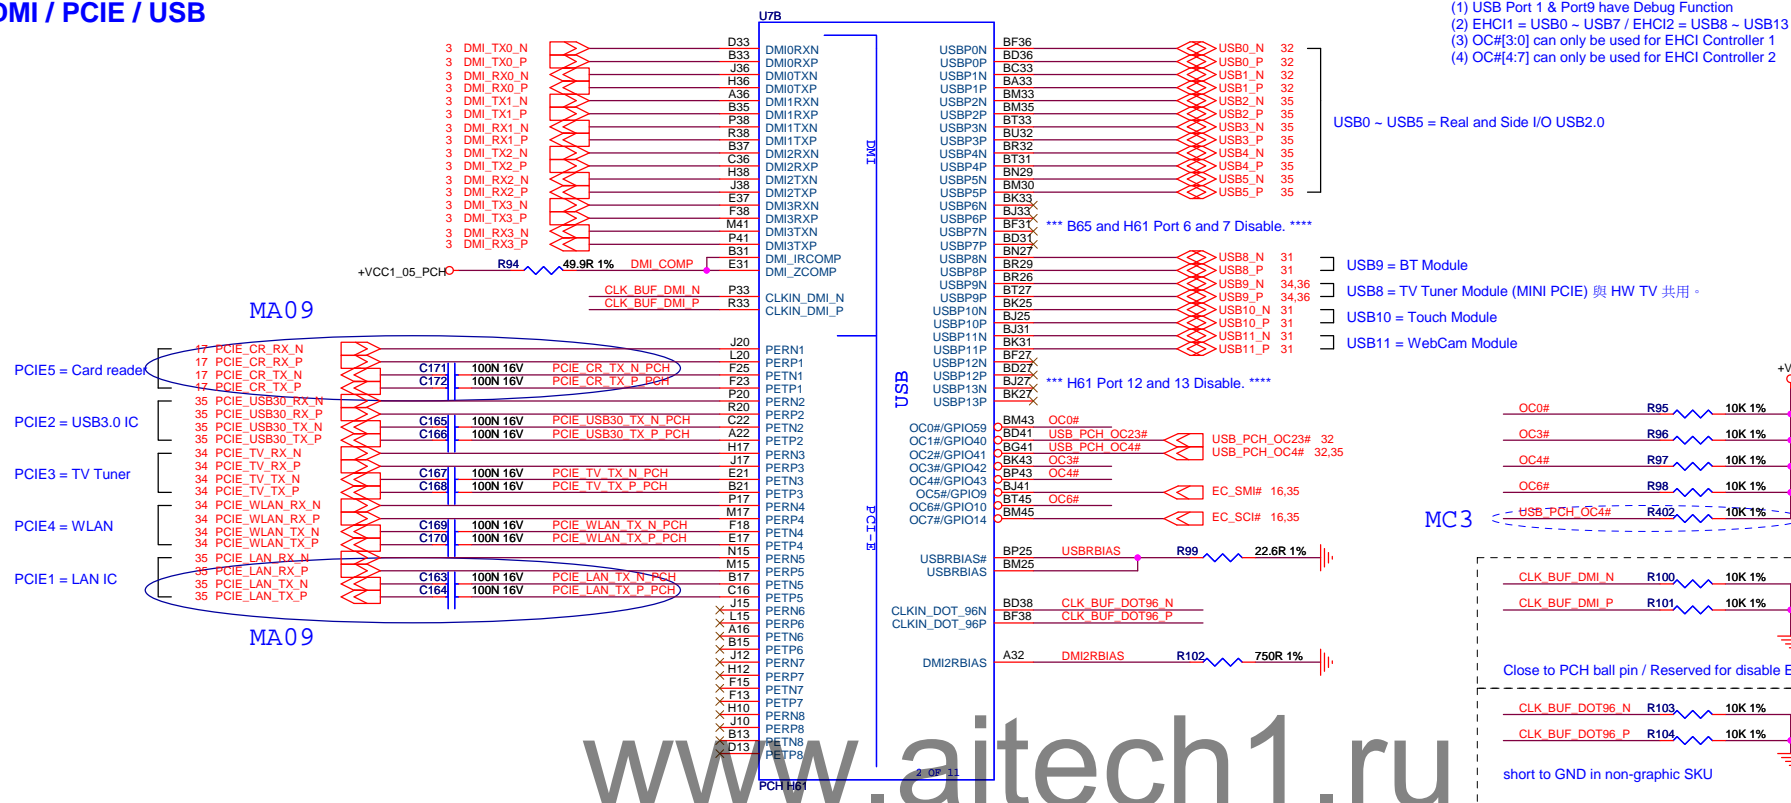 DMI / PCIE / USB
(1) USB Port 1 & Port9 have Debug Function
(2) EHCI1 = USB0 ~ USB7 / EHCI2 = USB8 ~ USB13
(3) OC#[3:0] can only be used for EHCI Controller 1
(4) OC#[4:7] can only be used for EHCI Controller 2
U7B
3 DMI_TX0_N D33 DMI0RXN
3 DMI_TX0_P B33 DMI0RXP
3 DMI_RX0_N J36 DMI0TXN
3 DMI_RX0_P H36 DMI0TXP
3 DMI_TX1_N A36 DMI1RXN
3 DMI_TX1_P B35 DMI1RXP
3 DMI_RX1_N P38 DMI1TXN
3 DMI_RX1_P R38 DMI1TXP
3 DMI_TX2_N B37 DMI2RXN
3 DMI_TX2_P C36 DMI2RXP
3 DMI_RX2_N H38 DMI2TXN
3 DMI_RX2_P J38 DMI2TXP
3 DMI_TX3_N E37 DMI3RXN
3 DMI_TX3_P F38 DMI3RXP
3 DMI_RX3_N M41 DMI3TXN
3 DMI_RX3_P P41 DMI3TXP
B31 DMI_IRCOMP
+VCC1_05_PCH R94 49.9R 1% DMI_COMP E31 DMI_ZCOMP
CLK_BUF_DMI_N P33 CLKIN_DMI_N
CLK_BUF_DMI_P R33 CLKIN_DMI_P
DMI
MA09
PCIE5 = Card reader
17 PCIE_CR_RX_N J20 PERN1
17 PCIE_CR_RX_P L20 PERP1
17 PCIE_CR_TX_N C171 100N 16V PCIE_CR_TX_N_PCH F25 PETN1
17 PCIE_CR_TX_P C172 100N 16V PCIE_CR_TX_P_PCH F23 PETP1
PCIE2 = USB3.0 IC
35 PCIE_USB30_RX_N P20 PERN2
35 PCIE_USB30_RX_P R20 PERP2
35 PCIE_USB30_TX_N C165 100N 16V PCIE_USB30_TX_N_PCH C22 PETN2
35 PCIE_USB30_TX_P C166 100N 16V PCIE_USB30_TX_P_PCH A22 PETP2
PCIE3 = TV Tuner
34 PCIE_TV_RX_N H17 PERN3
34 PCIE_TV_RX_P J17 PERP3
34 PCIE_TV_TX_N C167 100N 16V PCIE_TV_TX_N_PCH E21 PETN3
34 PCIE_TV_TX_P C168 100N 16V PCIE_TV_TX_P_PCH B21 PETP3
PCIE4 = WLAN
34 PCIE_WLAN_RX_N P17 PERN4
34 PCIE_WLAN_RX_P M17 PERP4
34 PCIE_WLAN_TX_N C169 100N 16V PCIE_WLAN_TX_N_PCH F18 PETN4
34 PCIE_WLAN_TX_P C170 100N 16V PCIE_WLAN_TX_P_PCH E17 PETP4
PCIE1 = LAN IC
35 PCIE_LAN_RX_N N15 PERN5
35 PCIE_LAN_RX_P M15 PERP5
35 PCIE_LAN_TX_N C163 100N 16V PCIE_LAN_TX_N_PCH B17 PETN5
35 PCIE_LAN_TX_P C164 100N 16V PCIE_LAN_TX_P_PCH C16 PETP5
MA09
J15 PERN6
L15 PERP6
A16 PETN6
B15 PETP6
J12 PERN7
H12 PERP7
F15 PETN7
F13 PETP7
H10 PERN8
J10 PERP8
B13 PETN8
D13 PETP8
PCI-E
USB
USBP0N BF36 USB0_N 32
USBP0P BD36 USB0_P 32
USBP1N BC33 USB1_N 32
USBP1P BA33 USB1_P 32
USBP2N BM33 USB2_N 35
USBP2P BM35 USB2_P 35
USBP3N BT33 USB3_N 35
USBP3P BU32 USB3_P 35
USBP4N BR32 USB4_N 35
USBP4P BT31 USB4_P 35
USBP5N BN29 USB5_N 35
USBP5P BM30 USB5_P 35
USB0 ~ USB5 = Real and Side I/O USB2.0
USBP6N BK33
USBP6P BJ33
USBP7N BF31
USBP7P BD31
*** B65 and H61 Port 6 and 7 Disable. ****
USBP8N BN27 USB8_N 31
USBP8P BR29 USB8_P 31
USBP9N BR26 USB9_N 34,36
USBP9P BT27 USB9_P 34,36
USBP10N BK25 USB10_N 31
USBP10P BJ25 USB10_P 31
USBP11N BJ31 USB11_N 31
USBP11P BK31 USB11_P 31
USB9 = BT Module
USB8 = TV Tuner Module (MINI PCIE) 與 HW TV 共用。
USB10 = Touch Module
USB11 = WebCam Module
USBP12N BF27
USBP12P BD27
USBP13N BJ27
USBP13P BK27
*** H61 Port 12 and 13 Disable. ****
OC0#/GPIO59 BM43 OC0#
OC1#/GPIO40 BD41 USB_PCH_OC23# USB_PCH_OC23# 32
OC2#/GPIO41 BG41 USB_PCH_OC4# USB_PCH_OC4# 32,35
OC3#/GPIO42 BK43 OC3#
OC4#/GPIO43 BP43 OC4#
OC5#/GPIO9 BJ41 EC_SMI# 16,35
OC6#/GPIO10 BT45 OC6#
OC7#/GPIO14 BM45 EC_SCI# 16,35
USBRBIAS# BP25 USBRBIAS R99 22.6R 1%
USBRBIAS BM25
CLKIN_DOT_96N BD38 CLK_BUF_DOT96_N
CLKIN_DOT_96P BF38 CLK_BUF_DOT96_P
DMI2RBIAS A32 DMI2RBIAS R102 750R 1%
2 OF 11
PCH H61
+V
OC0# R95 10K 1%
OC3# R96 10K 1%
OC4# R97 10K 1%
OC6# R98 10K 1%
MC3 USB_PCH_OC4# R402 10K 1%
CLK_BUF_DMI_N R100 10K 1%
CLK_BUF_DMI_P R101 10K 1%
Close to PCH ball pin / Reserved for disable E
CLK_BUF_DOT96_N R103 10K 1%
CLK_BUF_DOT96_P R104 10K 1%
short to GND in non-graphic SKU
www.aitech1.ru